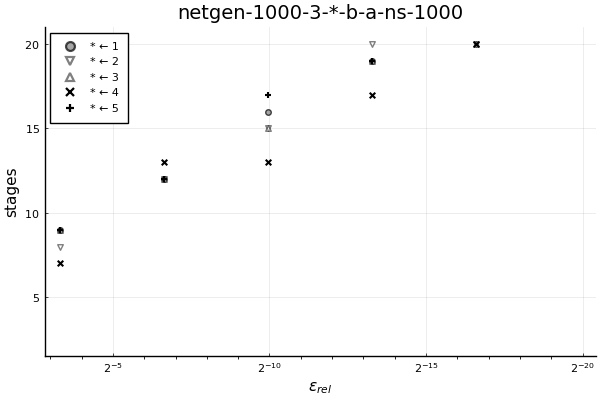 netgen-1000-3-*-b-a-ns-1000
* ← 1
* ← 2
* ← 3
* ← 4
* ← 5
20
15
10
5
stages
2⁻⁵
2⁻¹⁰
2⁻¹⁵
2⁻²⁰
ε_rel